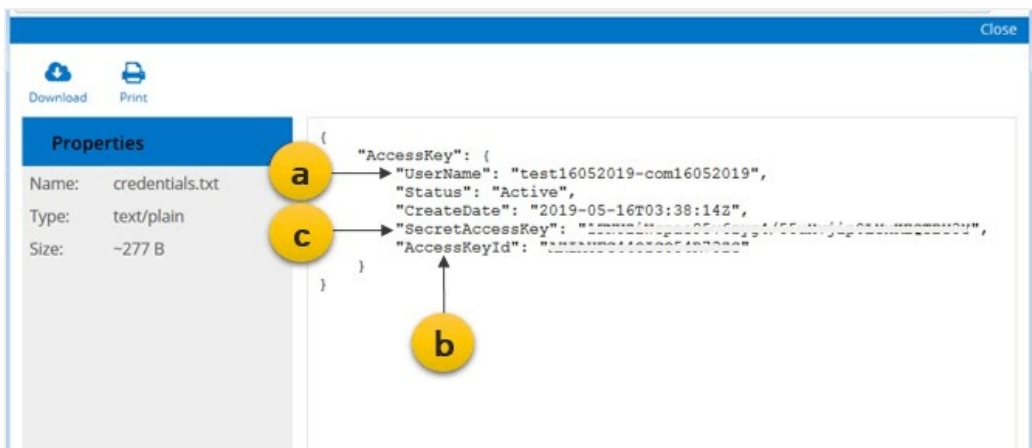 Close
Download Print
Properties
Name: credentials.txt
Type: text/plain
Size: ~277 B
{
"AccessKey": {
a "UserName": "test16052019-com16052019",
"Status": "Active",
"CreateDate": "2019-05-16T03:38:14Z",
c "SecretAccessKey": "
"AccessKeyId": "
}
}
b